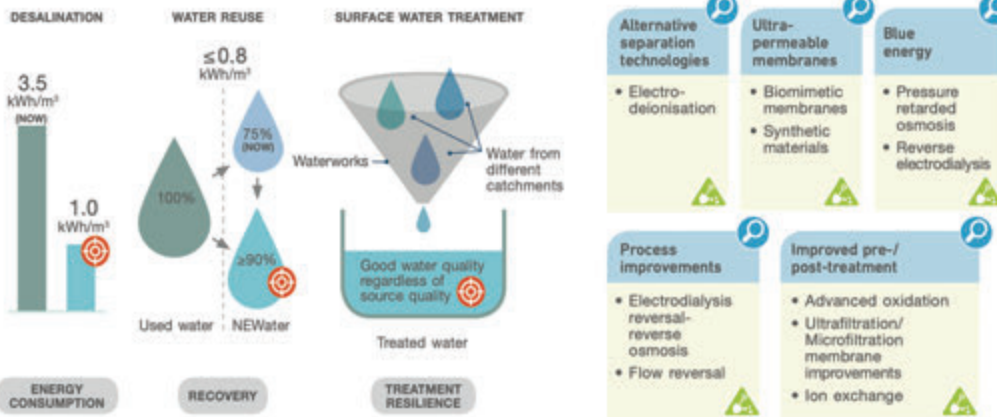 DESALINATION
3.5
kWh/m³
(NOW)
1.0
kWh/m³
ENERGY
CONSUMPTION
WATER REUSE
≤0.8
kWh/m³
100%
75%
(NOW)
≥90%
Used water
NEWater
RECOVERY
SURFACE WATER TREATMENT
Waterworks
Water from
different
catchments
Good water quality
regardless of
source quality
Treated water
TREATMENT
RESILIENCE
Alternative
separation
technologies
• Electro-
deionisation
Ultra-
permeable
membranes
• Biomimetic
membranes
• Synthetic
materials
Blue
energy
• Pressure
retarded
osmosis
• Reverse
electrodialysis
Process
improvements
• Electrodialysis
reversal-
reverse
osmosis
• Flow reversal
Improved pre-/
post-treatment
• Advanced oxidation
• Ultrafiltration/
Microfiltration
membrane
improvements
• Ion exchange